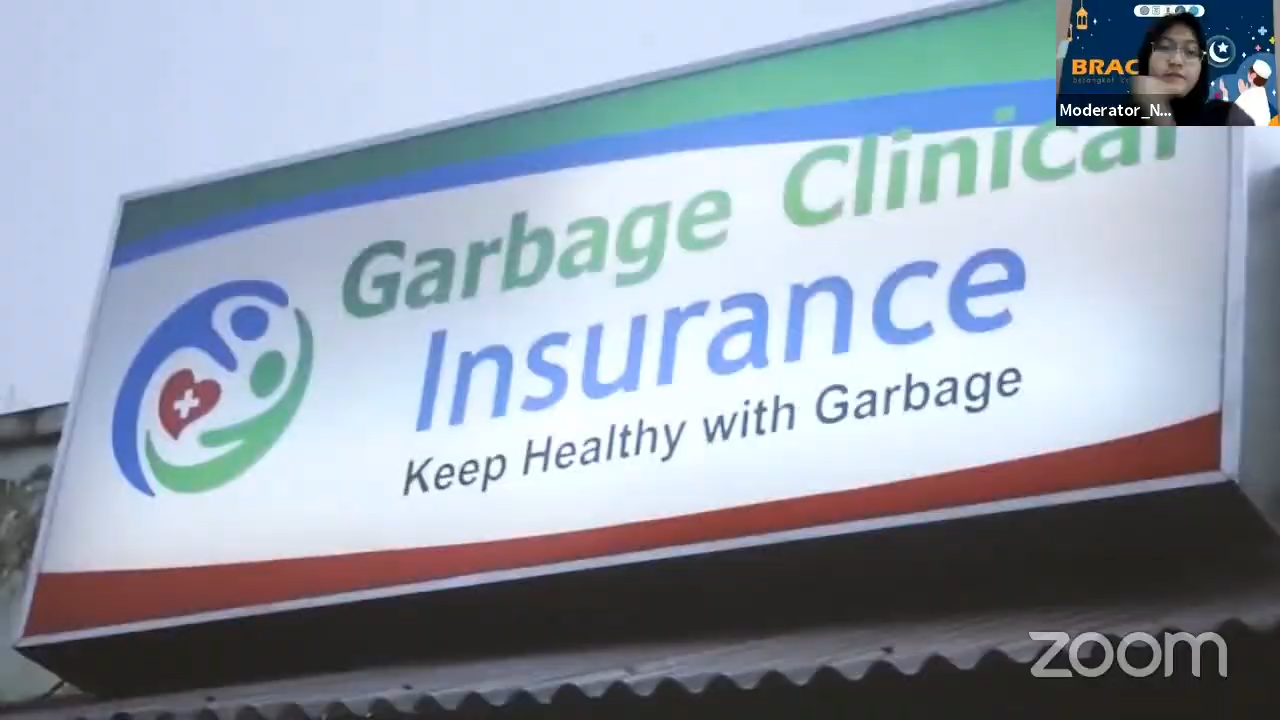 Garbage Clinical
Insurance
Keep Healthy with Garbage
BRAC
Moderator_N...
zoom